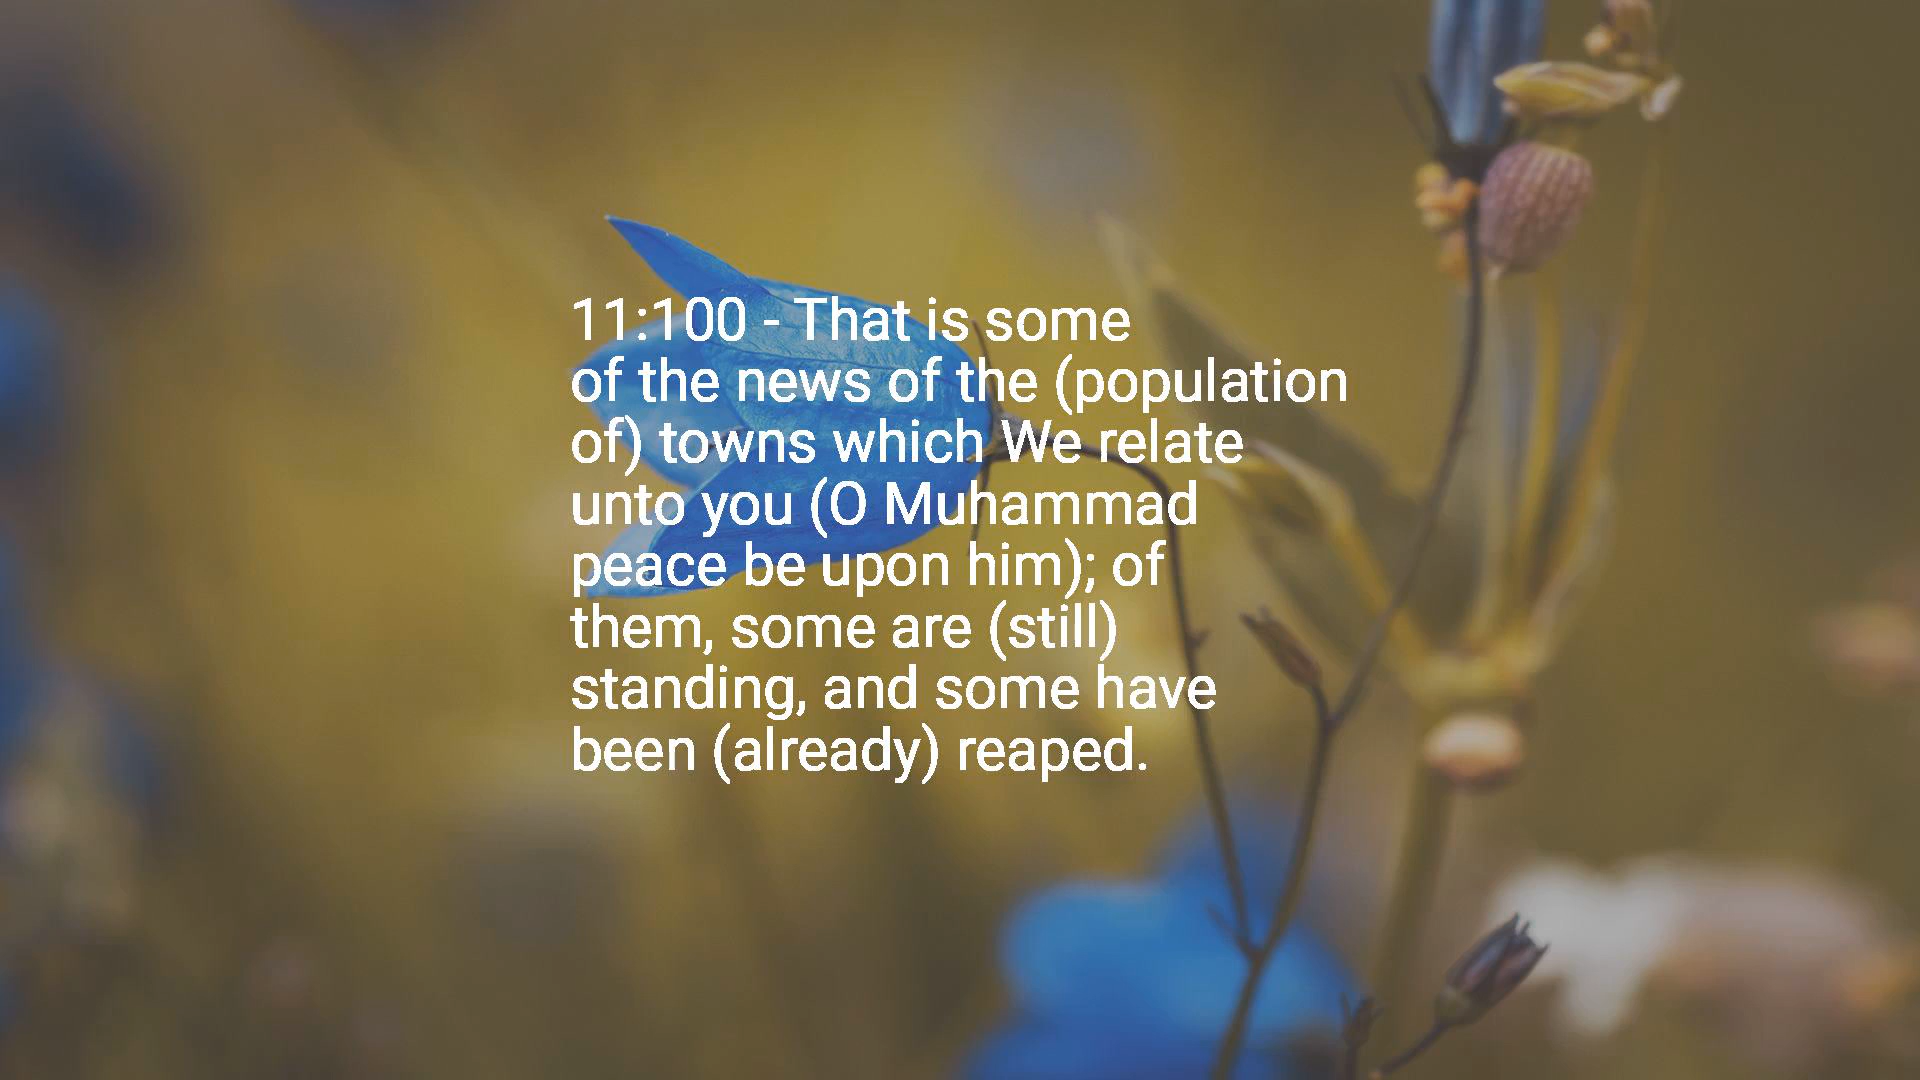 11:100 - That is some
of the news of the (population
of) towns which We relate
unto you (O Muhammad
peace be upon him); of
them, some are (still)
standing, and some have
been (already) reaped.